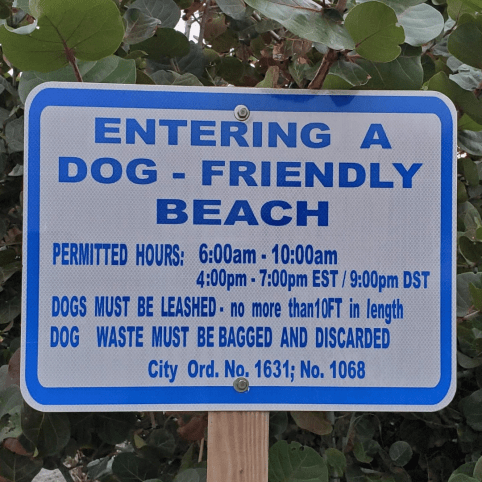 ENTERING A
DOG - FRIENDLY
BEACH
PERMITTED HOURS: 6:00am - 10:00am
4:00pm - 7:00pm EST / 9:00pm DST
DOGS MUST BE LEASHED - no more than10FT in length
DOG WASTE MUST BE BAGGED AND DISCARDED
City Ord. No. 1631; No. 1068